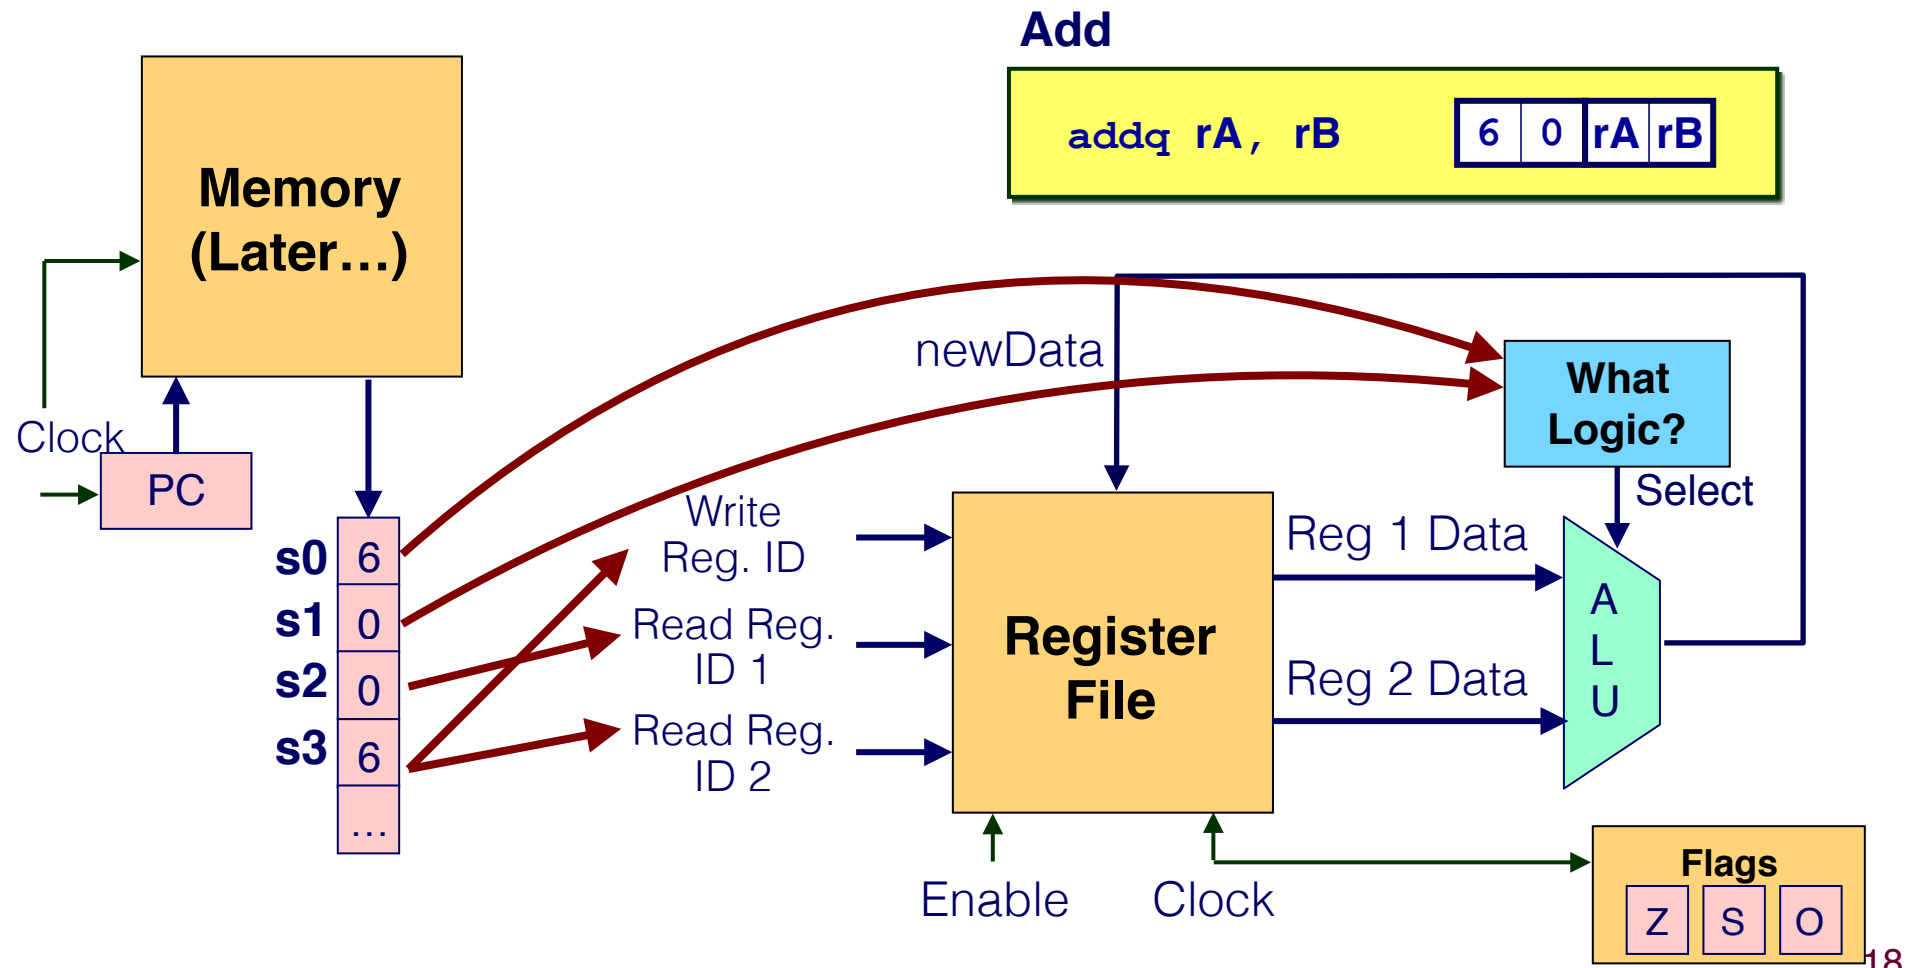 Add
addq rA, rB
6 0 rA rB
Memory
(Later...)
newData
What
Logic?
Clock
PC
Select
s0 6
s1 0
s2 0
s3 6
...
Write
Reg. ID
Read Reg.
ID 1
Read Reg.
ID 2
Register
File
Reg 1 Data
Reg 2 Data
A
L
U
Enable
Clock
Flags
Z S O
18